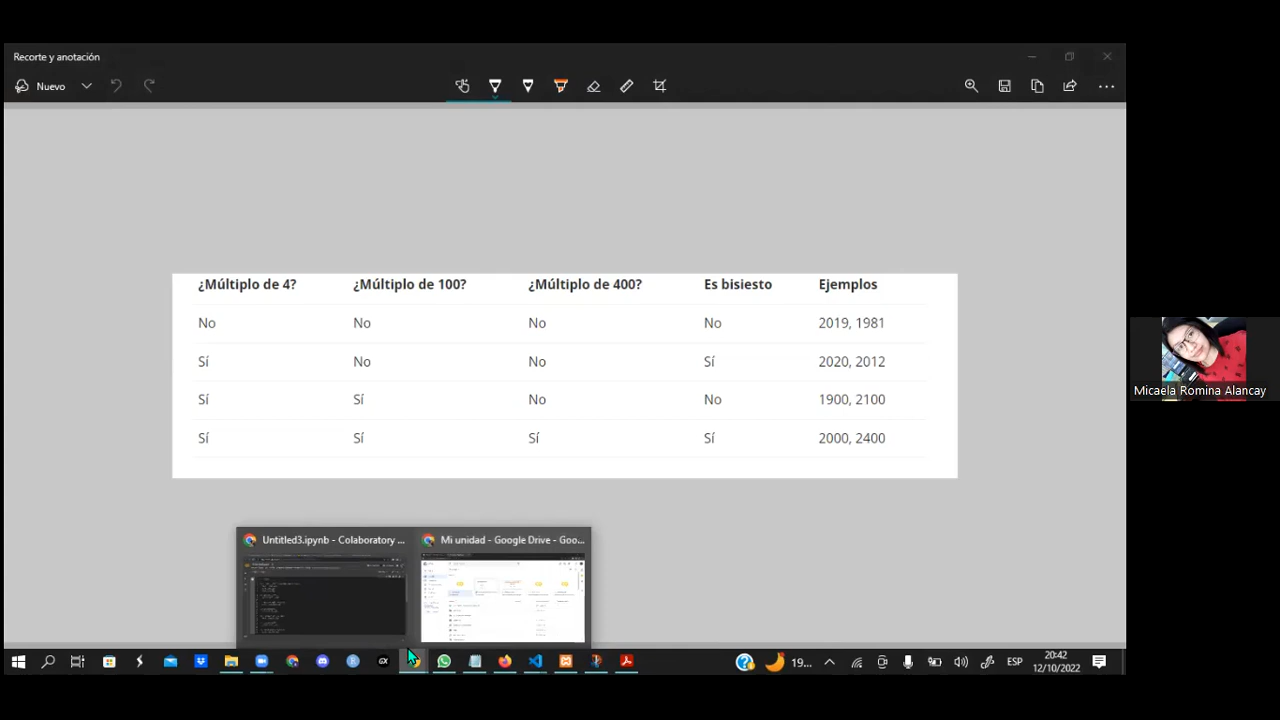 Recorte y anotación
Nuevo
¿Múltiplo de 4? ¿Múltiplo de 100? ¿Múltiplo de 400? Es bisiesto Ejemplos
No No No No 2019, 1981
Sí No No Sí 2020, 2012
Sí Sí No No 1900, 2100
Sí Sí Sí Sí 2000, 2400
Micaela Romina Alancay
Untitled3.ipynb - Colaboratory ... Mi unidad - Google Drive - Goo...
GX 19... ESP 20:42
12/10/2022